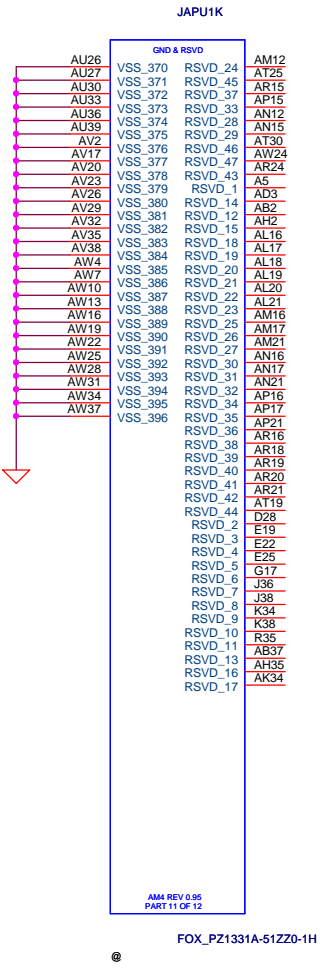 JAPU1K
GND & RSVD
AU26 VSS_370 RSVD_24 AM12
AU27 VSS_371 RSVD_45 AT25
AU30 VSS_372 RSVD_37 AR15
AU33 VSS_373 RSVD_33 AP15
AU36 VSS_374 RSVD_28 AN12
AU39 VSS_375 RSVD_29 AN15
AV2 VSS_376 RSVD_46 AT30
AV17 VSS_377 RSVD_47 AW24
AV20 VSS_378 RSVD_43 AR24
AV23 VSS_379 RSVD_1 A5
AV26 VSS_380 RSVD_14 AD3
AV29 VSS_381 RSVD_12 AB2
AV32 VSS_382 RSVD_15 AH2
AV35 VSS_383 RSVD_18 AL16
AV38 VSS_384 RSVD_19 AL17
AW4 VSS_385 RSVD_20 AL18
AW7 VSS_386 RSVD_21 AL19
AW10 VSS_387 RSVD_22 AL20
AW13 VSS_388 RSVD_23 AL21
AW16 VSS_389 RSVD_25 AM16
AW19 VSS_390 RSVD_26 AM17
AW22 VSS_391 RSVD_27 AM21
AW25 VSS_392 RSVD_30 AN16
AW28 VSS_393 RSVD_31 AN17
AW31 VSS_394 RSVD_32 AN21
AW34 VSS_395 RSVD_34 AP16
AW37 VSS_396 RSVD_35 AP17
RSVD_36 AP21
RSVD_38 AR16
RSVD_39 AR18
RSVD_40 AR19
RSVD_41 AR20
RSVD_42 AR21
RSVD_44 AT19
RSVD_2 D28
RSVD_3 E19
RSVD_4 E22
RSVD_5 E25
RSVD_6 G17
RSVD_7 J36
RSVD_8 J38
RSVD_9 K34
RSVD_10 K38
RSVD_11 R35
RSVD_13 AB37
RSVD_16 AH35
RSVD_17 AK34
AM4 REV 0.95
PART 11 OF 12
FOX_PZ1331A-51ZZ0-1H
@